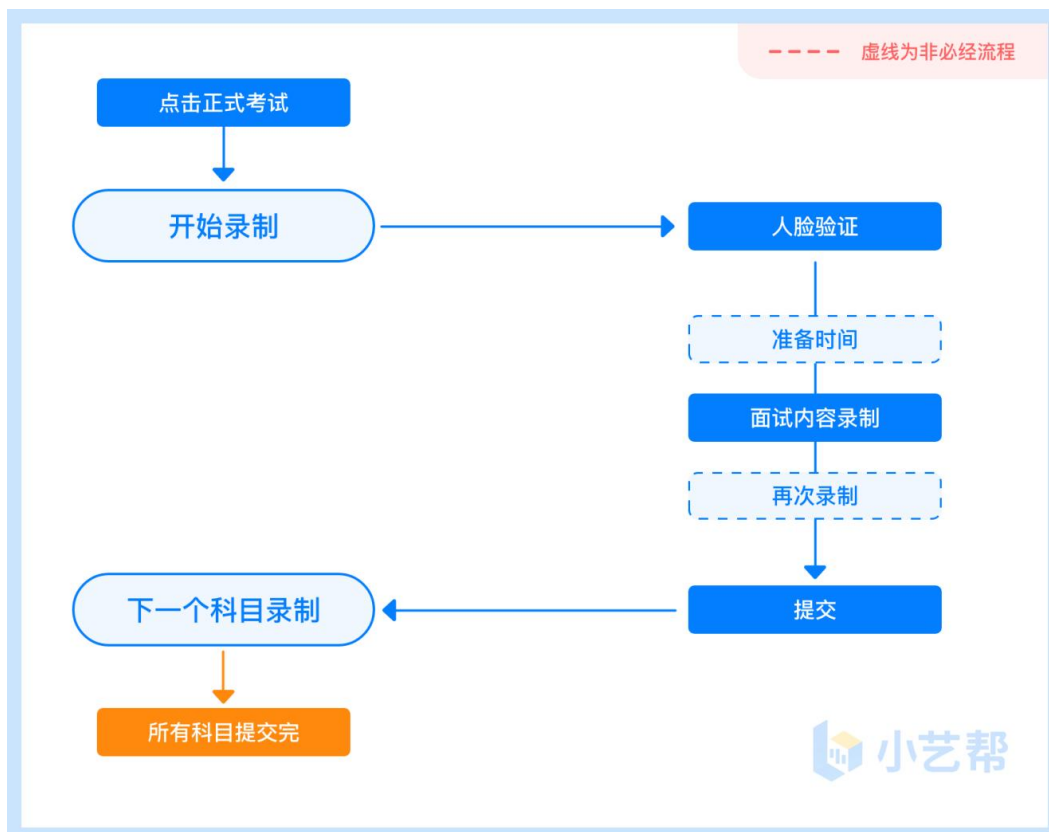 ---- 虚线为非必经流程
点击正式考试
开始录制
人脸验证
准备时间
面试内容录制
再次录制
提交
下一个科目录制
所有科目提交完
小艺帮